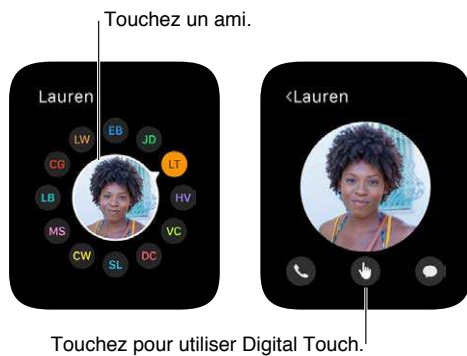 Touchez un ami.
Lauren
EB
JD
LT
HV
VC
DC
SL
CW
MS
LB
CG
LW
<Lauren
Touchez pour utiliser Digital Touch.